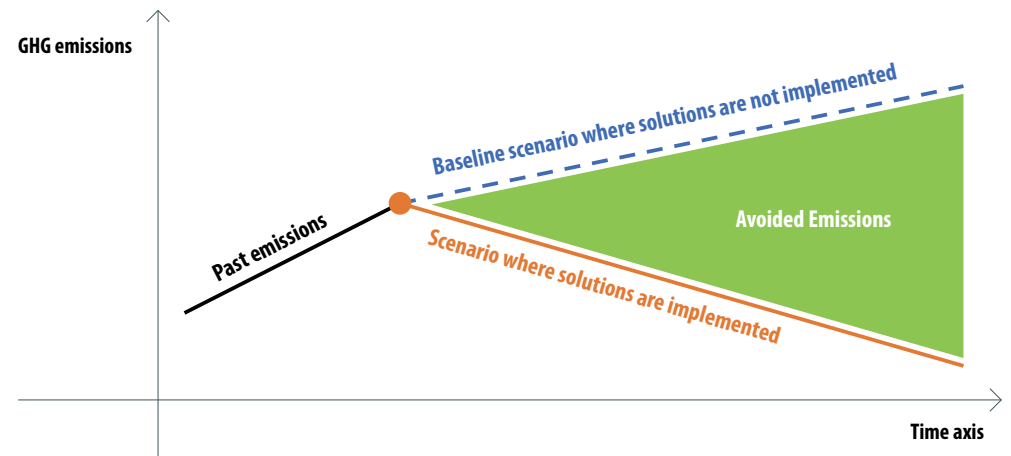 GHG emissions
Baseline scenario where solutions are not implemented
Past emissions
Avoided Emissions
Scenario where solutions are implemented
Time axis